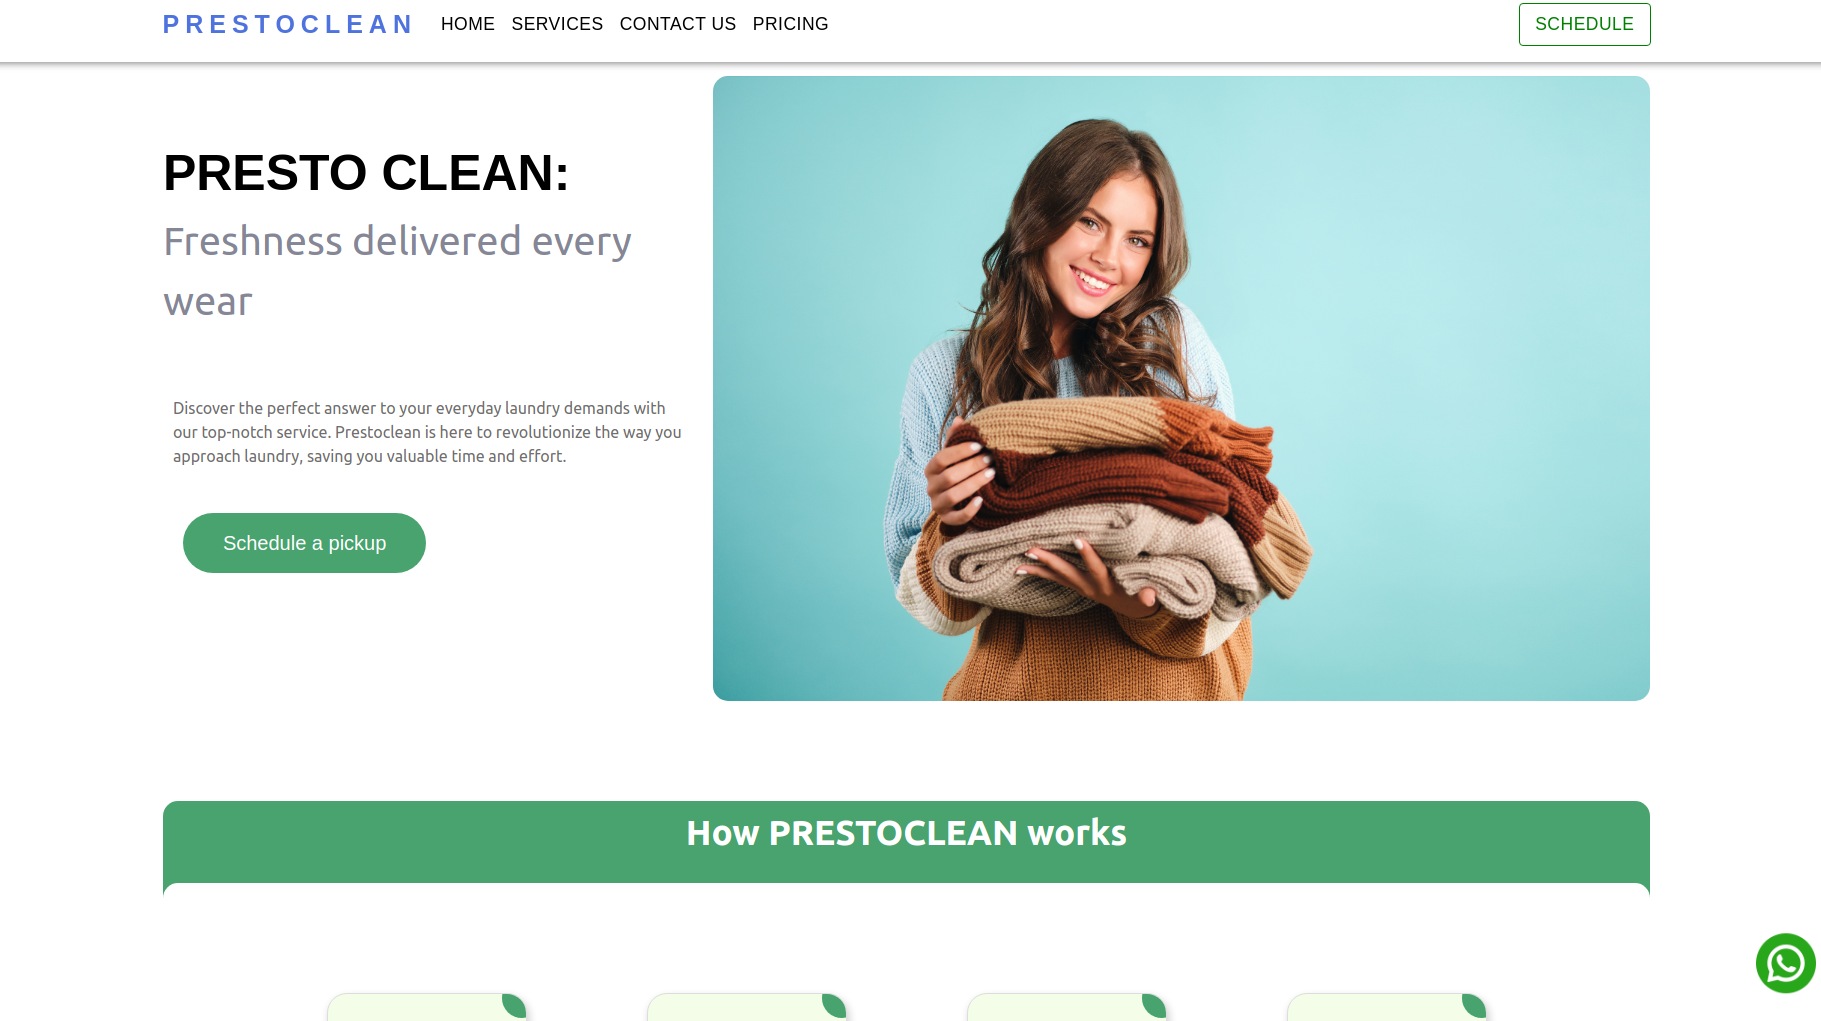 PRESTOCLEAN HOME SERVICES CONTACT US PRICING SCHEDULE
PRESTO CLEAN:
Freshness delivered every
wear
Discover the perfect answer to your everyday laundry demands with
our top-notch service. Prestoclean is here to revolutionize the way you
approach laundry, saving you valuable time and effort.
Schedule a pickup
How PRESTOCLEAN works